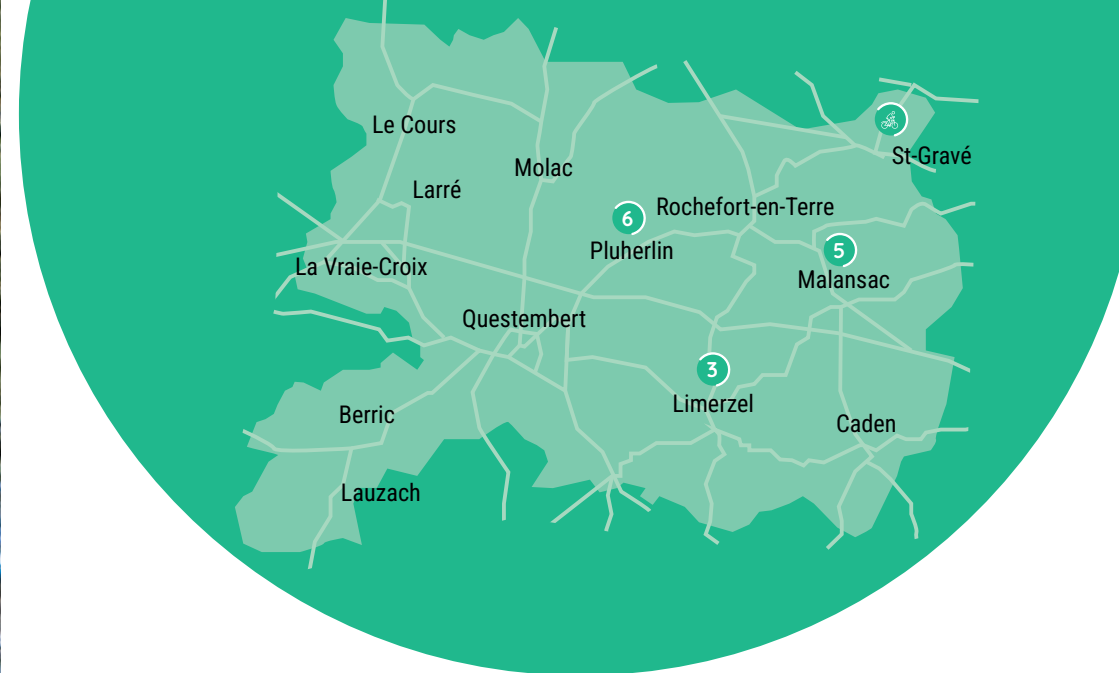 Le Cours
St-Gravé
Molac
Larré
6
Rochefort-en-Terre
Pluherlin
5
Malansac
La Vraie-Croix
Questembert
3
Limerzel
Berric
Caden
Lauzach